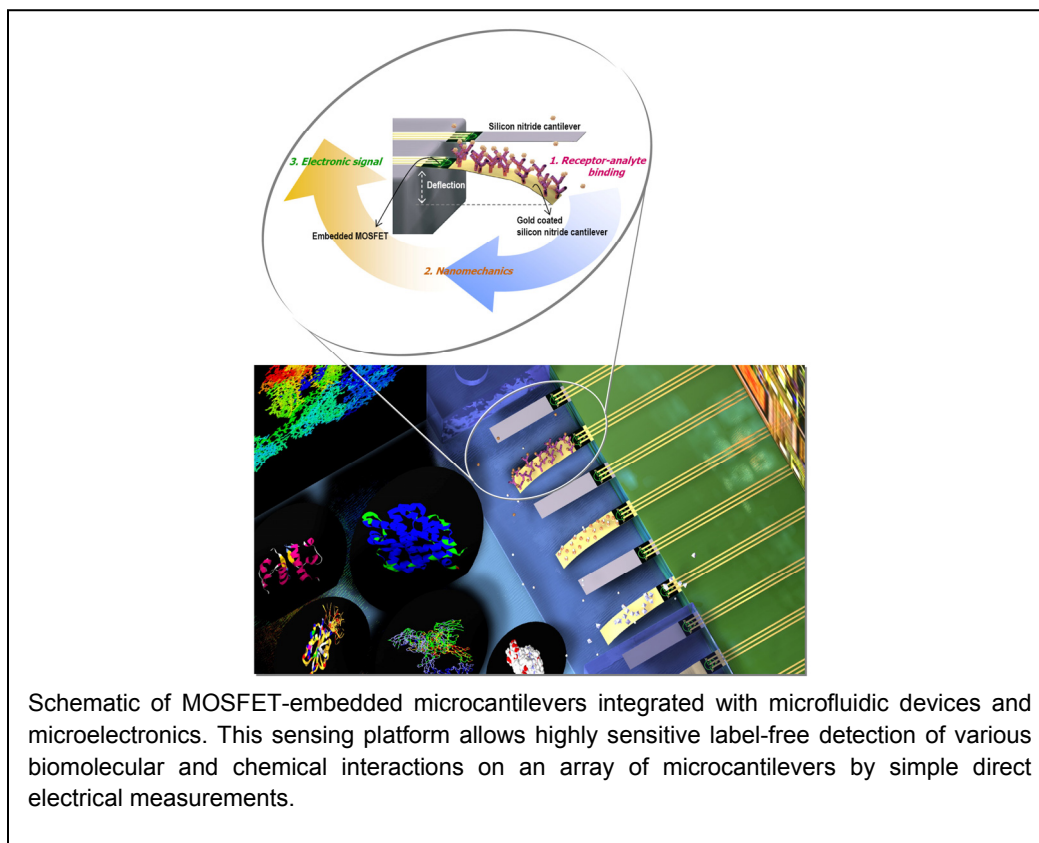 Silicon nitride cantilever
3. Electronic signal
1. Receptor-analyte
binding
Deflection
Gold coated
silicon nitride cantilever
Embedded MOSFET
2. Nanomechanics
Schematic of MOSFET-embedded microcantilevers integrated with microfluidic devices and
microelectronics. This sensing platform allows highly sensitive label-free detection of various
biomolecular and chemical interactions on an array of microcantilevers by simple direct
electrical measurements.